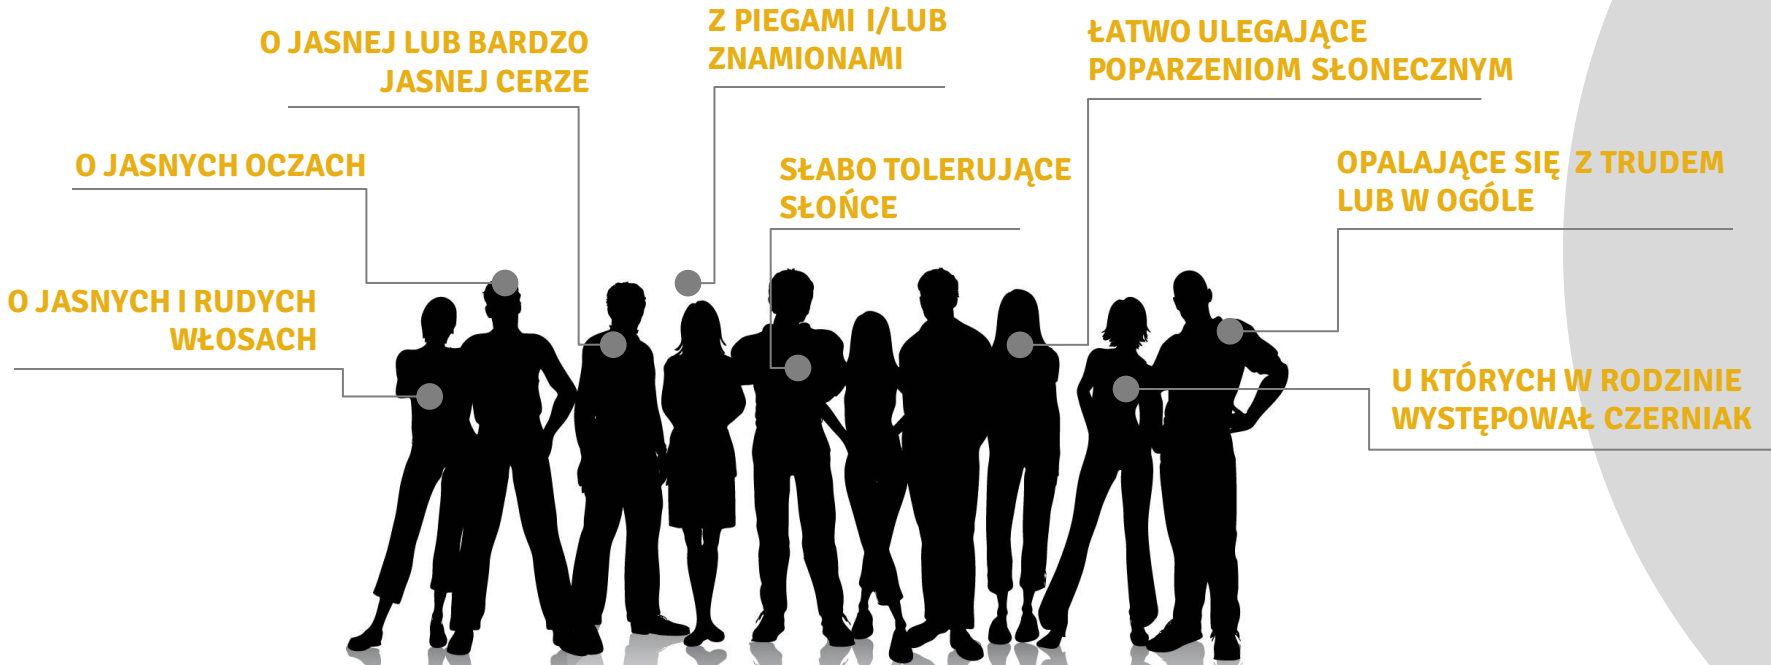 O JASNEJ LUB BARDZO
JASNEJ CERZE
Z PIEGAMI I/LUB
ZNAMIONAMI
ŁATWO ULEGAJĄCE
POPARZENIOM SŁONECZNYM
O JASNYCH OCZACH
SŁABO TOLERUJĄCE
SŁOŃCE
OPALAJĄCE SIĘ Z TRUDEM
LUB W OGÓLE
O JASNYCH I RUDYCH
WŁOSACH
U KTÓRYCH W RODZINIE
WYSTĘPOWAŁ CZERNIAK